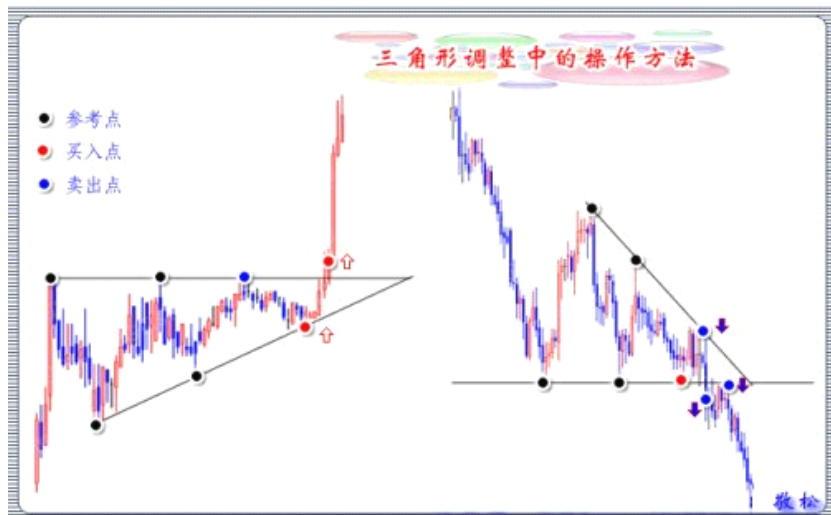 三角形调整中的操作方法
参考点
买入点
卖出点
敬松